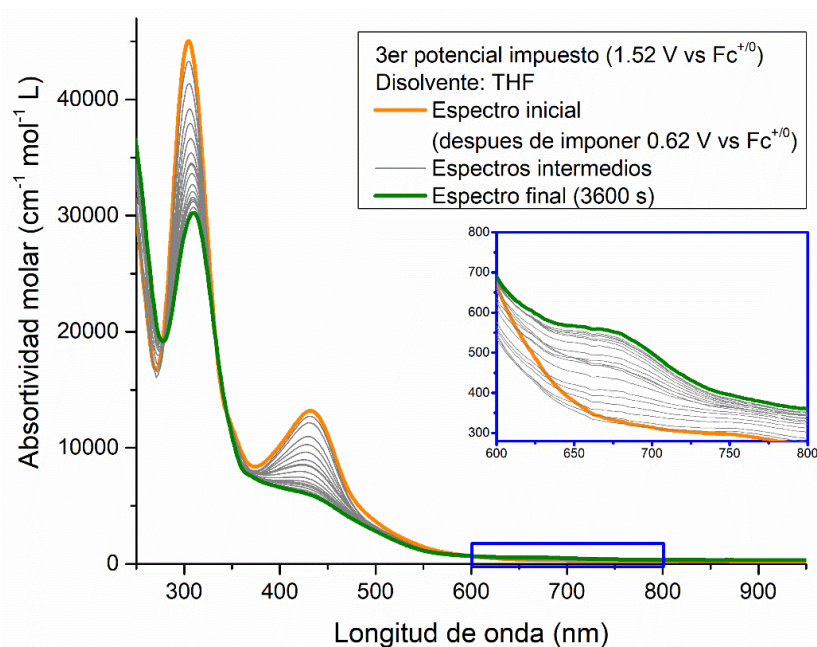 3er potencial impuesto (1.52 V vs Fc⁺/⁰)
Disolvente: THF
Espectro inicial
(despues de imponer 0.62 V vs Fc⁺/⁰)
Espectros intermedios
Espectro final (3600 s)
Absortividad molar (cm⁻¹ mol⁻¹ L)
40000
30000
20000
10000
0
300
400
500
600
700
800
900
Longitud de onda (nm)
800
700
600
500
400
300
600
650
700
750
800